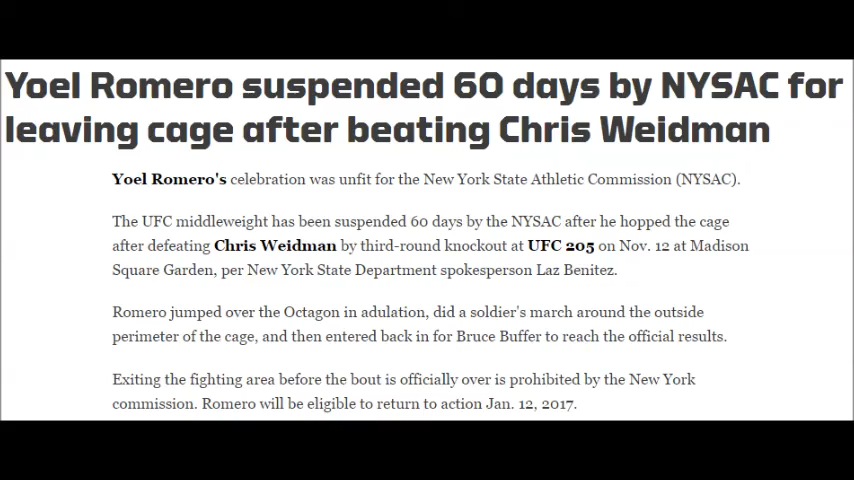 Yoel Romero suspended 60 days by NYSAC for
leaving cage after beating Chris Weidman
Yoel Romero's celebration was unfit for the New York State Athletic Commission (NYSAC).
The UFC middleweight has been suspended 60 days by the NYSAC after he hopped the cage
after defeating Chris Weidman by third-round knockout at UFC 205 on Nov. 12 at Madison
Square Garden, per New York State Department spokesperson Laz Benitez.
Romero jumped over the Octagon in adulation, did a soldier's march around the outside
perimeter of the cage, and then entered back in for Bruce Buffer to reach the official results.
Exiting the fighting area before the bout is officially over is prohibited by the New York
commission. Romero will be eligible to return to action Jan. 12, 2017.